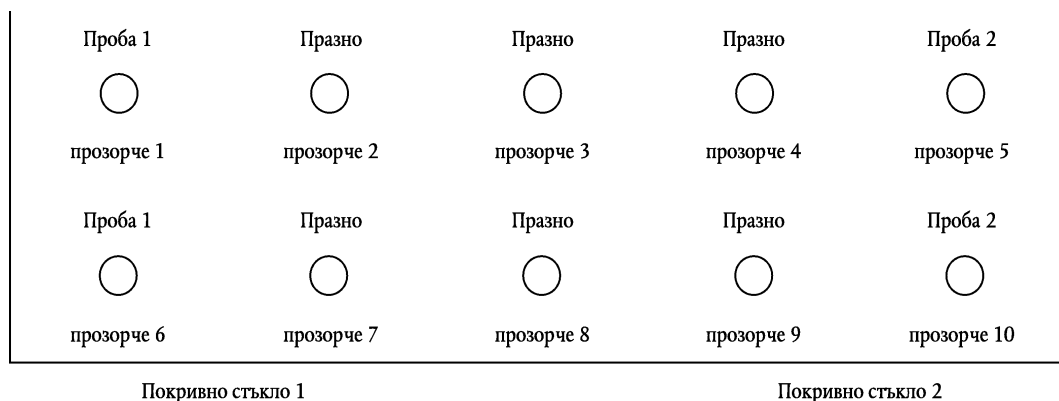 Проба 1 Празно Празно Празно Проба 2
прозорче 1 прозорче 2 прозорче 3 прозорче 4 прозорче 5
Проба 1 Празно Празно Празно Проба 2
прозорче 6 прозорче 7 прозорче 8 прозорче 9 прозорче 10
Покривно стъкло 1 Покривно стъкло 2